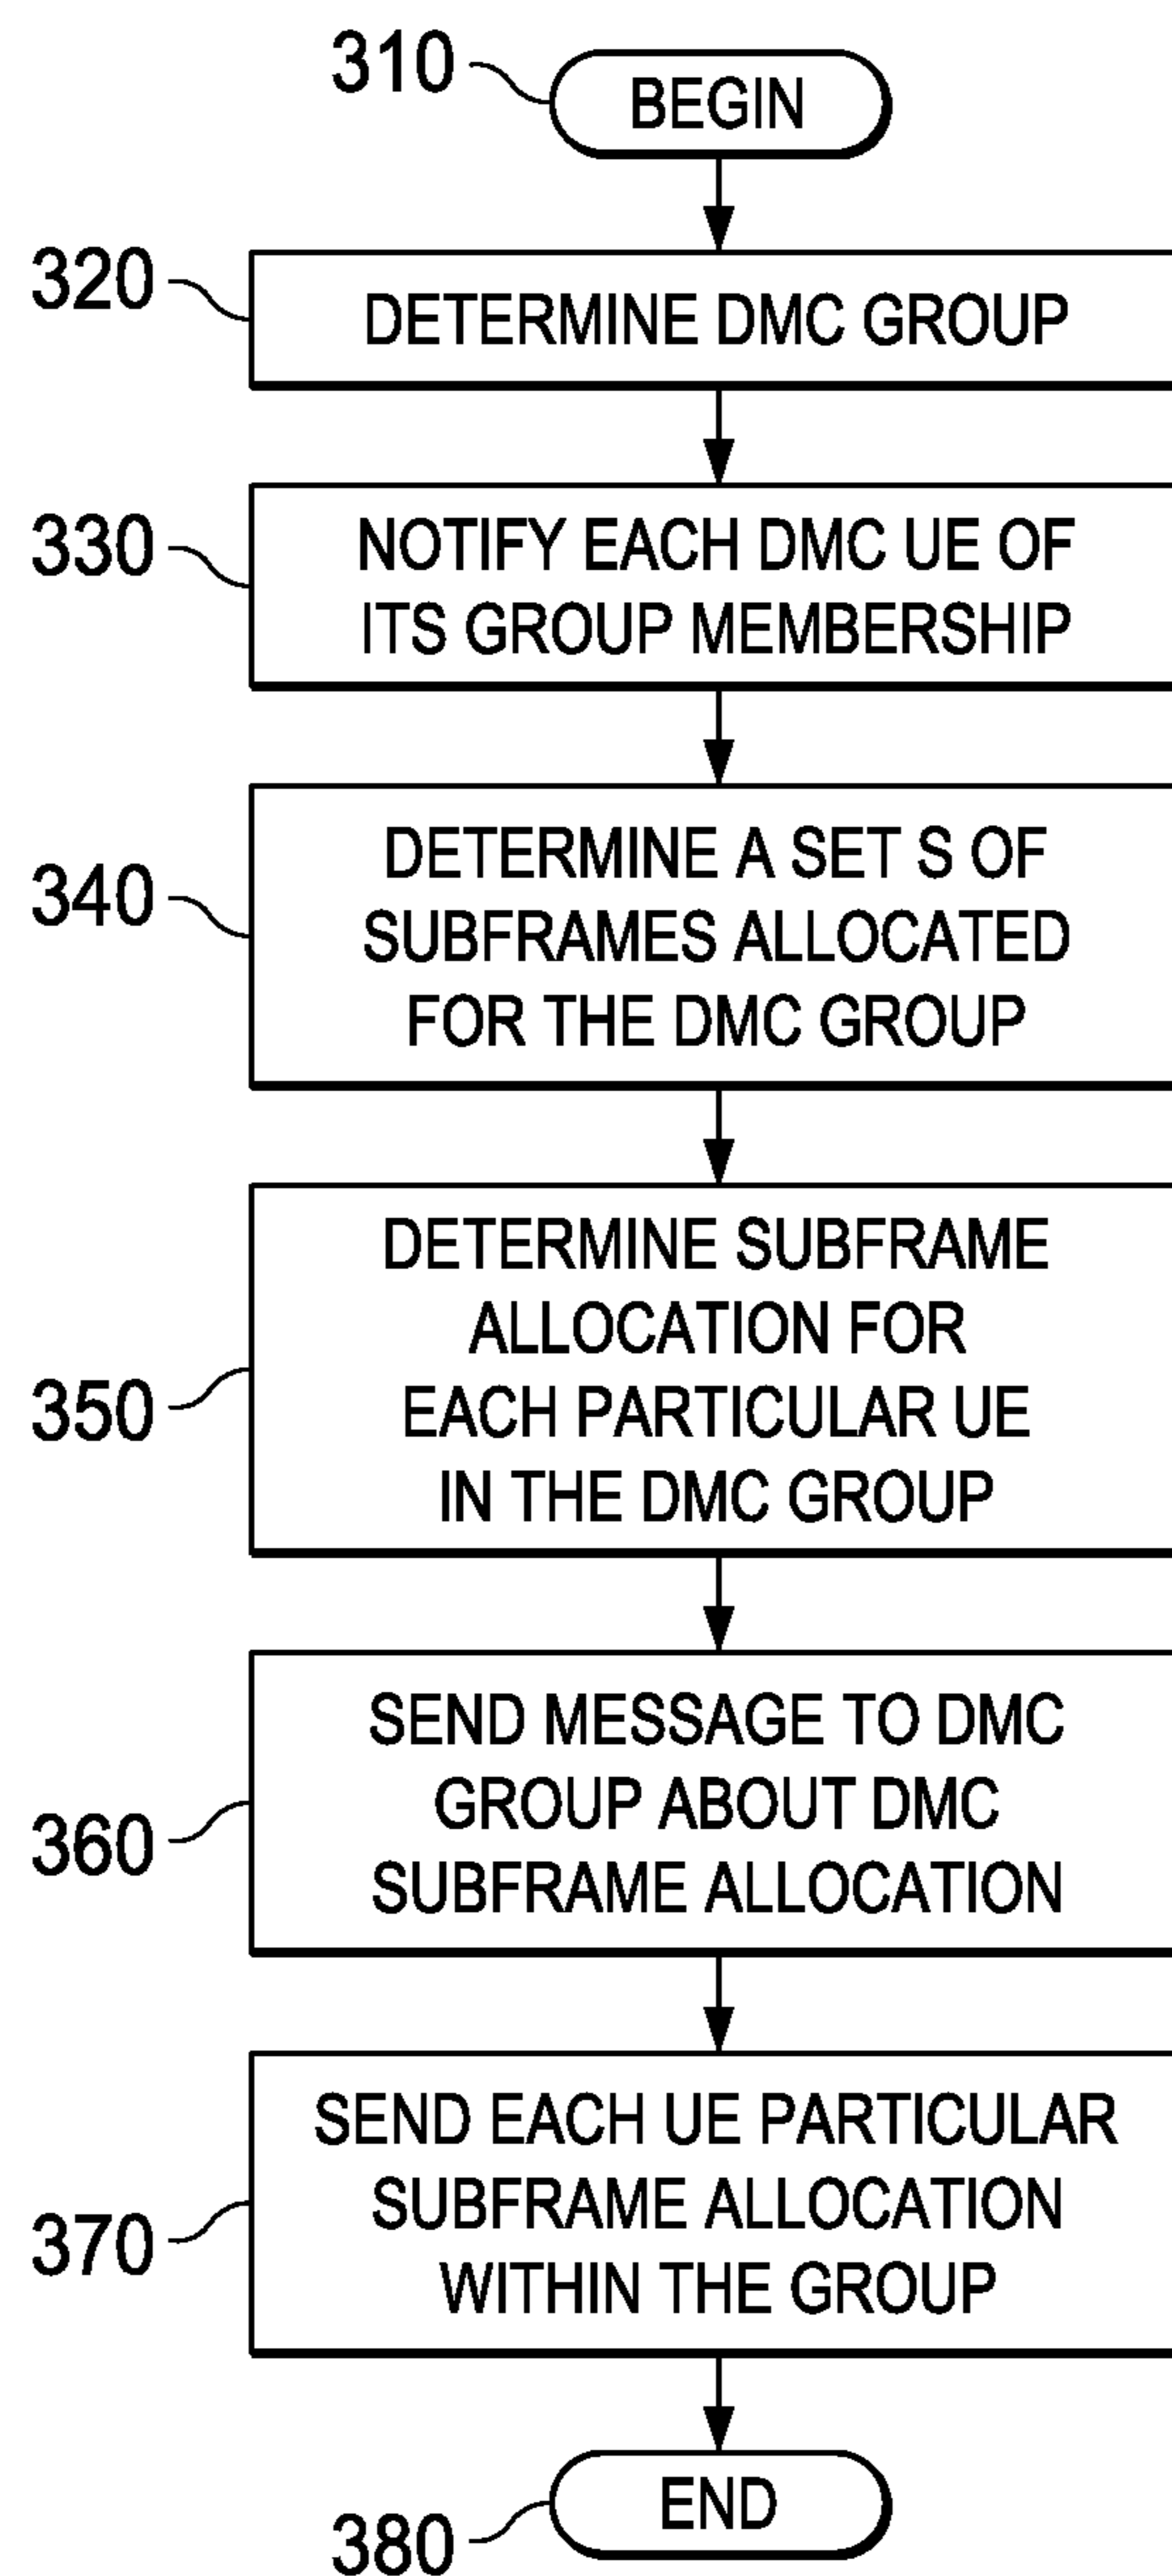 310
BEGIN
320
DETERMINE DMC GROUP
330
NOTIFY EACH DMC UE OF
ITS GROUP MEMBERSHIP
340
DETERMINE A SET S OF
SUBFRAMES ALLOCATED
FOR THE DMC GROUP
350
DETERMINE SUBFRAME
ALLOCATION FOR
EACH PARTICULAR UE
IN THE DMC GROUP
360
SEND MESSAGE TO DMC
GROUP ABOUT DMC
SUBFRAME ALLOCATION
370
SEND EACH UE PARTICULAR
SUBFRAME ALLOCATION
WITHIN THE GROUP
380
END